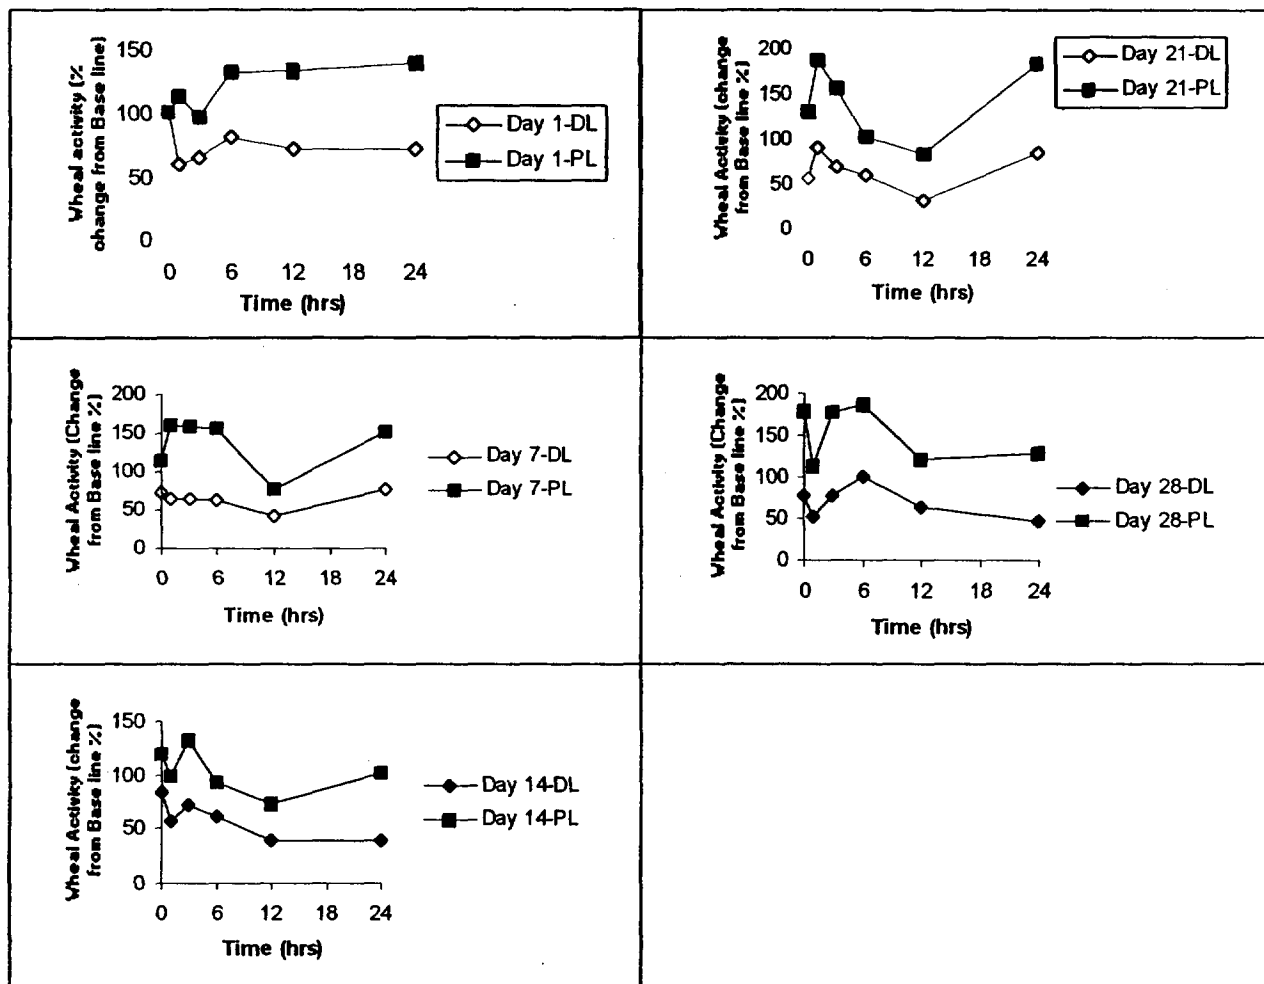 Wheal activity (%
ohange from Base line)
150
100
50
0
0 6 12 18 24
Time (hrs)
Day 1-DL
Day 1-PL
Wheal Activity (change
from Base line %)
200
150
100
50
0
0 6 12 18 24
Time (hrs)
Day 21-DL
Day 21-PL
Wheal Activity (Change
from Base line %)
200
150
100
50
0
0 6 12 18 24
Time (hrs)
Day 7-DL
Day 7-PL
Wheal Activity (Change
from Base line %)
200
150
100
50
0
0 6 12 18 24
Time (hrs)
Day 28-DL
Day 28-PL
Wheal Activity (change
from Base line %)
150
100
50
0
0 6 12 18 24
Time (hrs)
Day 14-DL
Day 14-PL